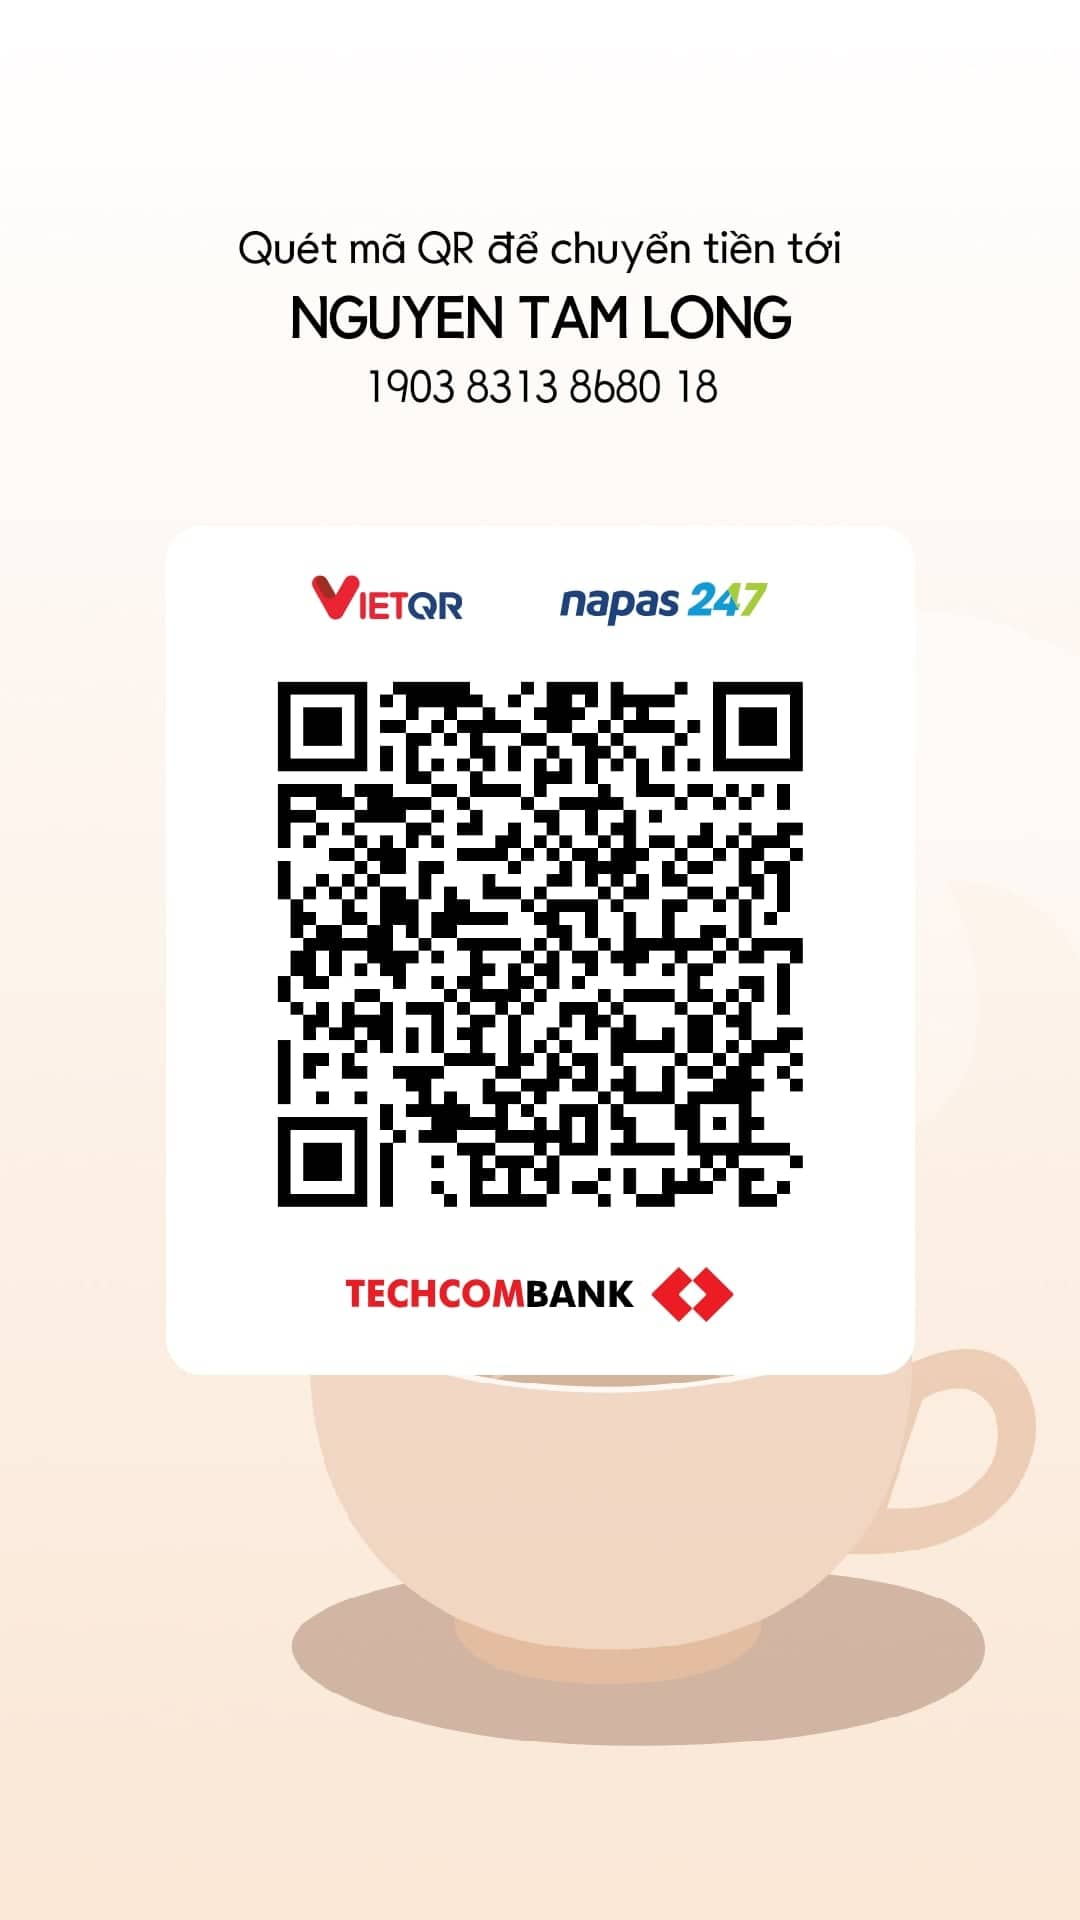 Quét mã QR để chuyển tiền tới
NGUYEN TAM LONG
1903 8313 8680 18
VIETQR napas 247
TECHCOMBANK